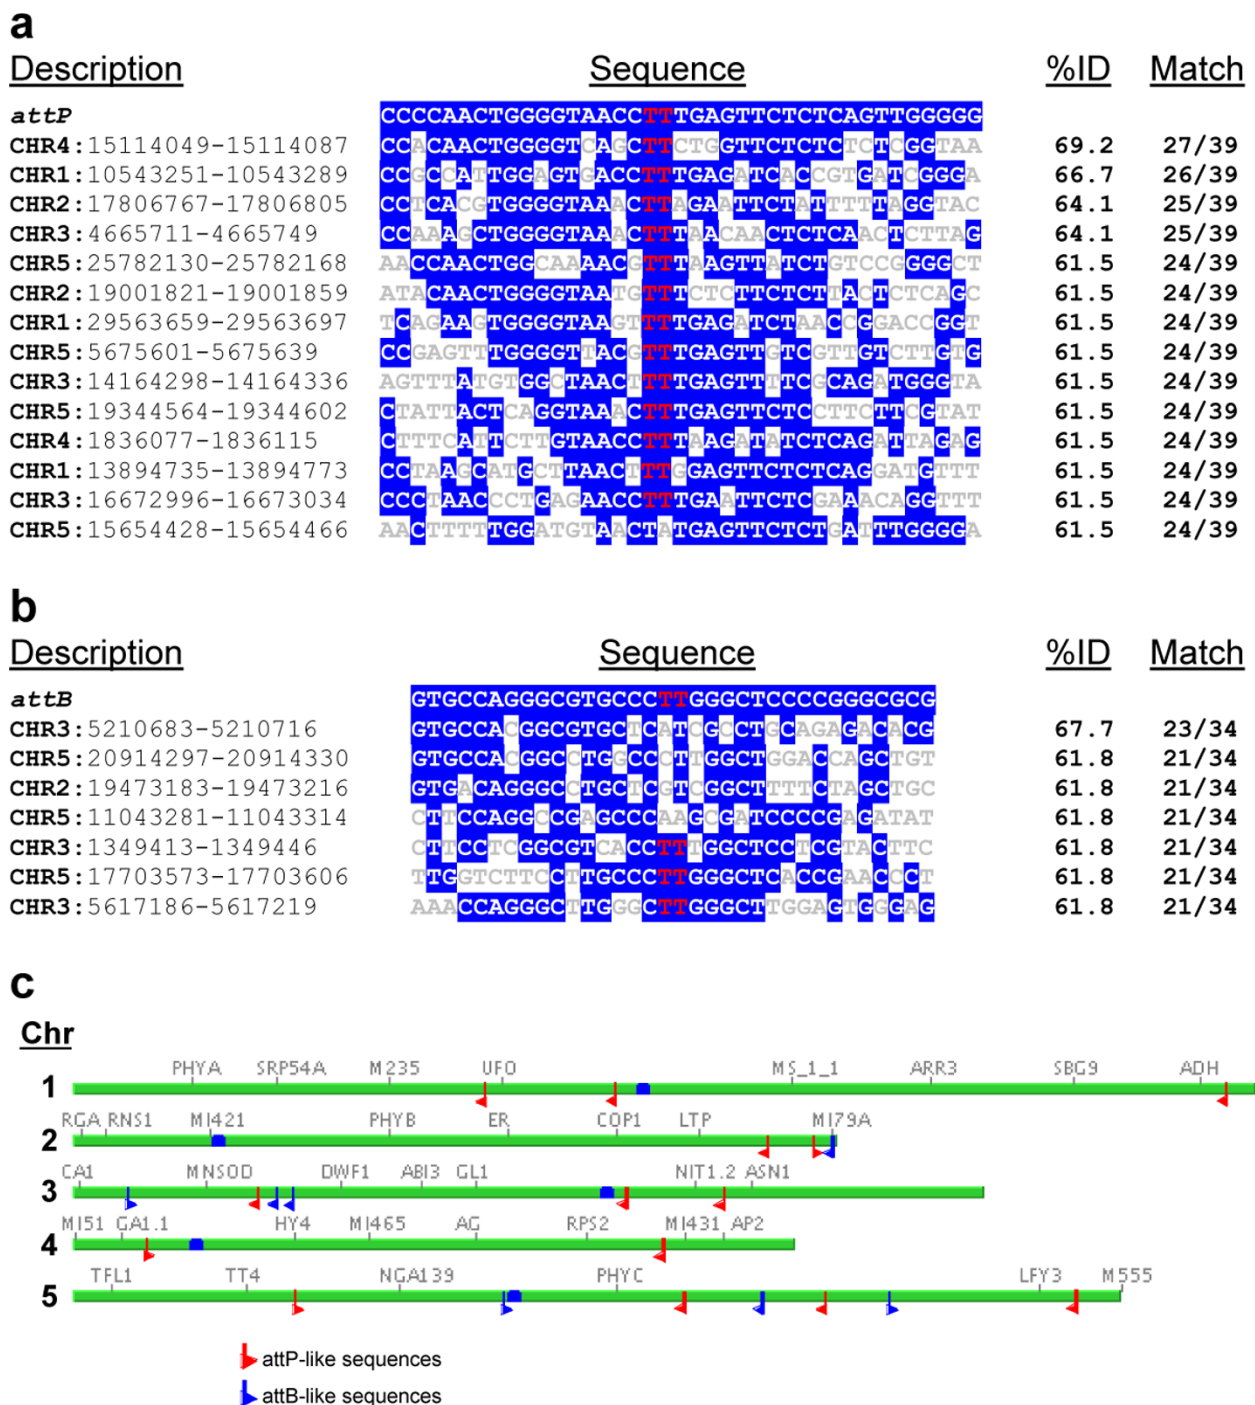 a
Description Sequence %ID Match
attP CCCCAACTGGGGTAACCTTTGAGTTCTCTCAGTTGGGGG
CHR4:15114049-15114087 CCACAACTGGGGTCAGCTTCTGGTTCTCTCTCTCGGTAA 69.2 27/39
CHR1:10543251-10543289 CCGCCATTGGAGTGACCTTTGAGATCACCGTGATCGGGA 66.7 26/39
CHR2:17806767-17806805 CCTCACGTGGGGTAAACTTAGAATTCTATTTTTAGGTAC 64.1 25/39
CHR3:4665711-4665749 CCAAAGCTGGGGTAAACTTTAACAACTCTCAACTCTTAG 64.1 25/39
CHR5:25782130-25782168 AACCAACTGGCAAAACGTTTAAGTTATCTGTCCGGGGCT 61.5 24/39
CHR2:19001821-19001859 ATACAACTGGGGTAATGTTTCTCTTCTCTTACTCTCAGC 61.5 24/39
CHR1:29563659-29563697 TCAGAAGTGGGGTAAGTTTTGAGATCTAACCGGACCGGT 61.5 24/39
CHR5:5675601-5675639 CCGAGTTTGGGGTTACGTTTGAGTTGTCGTTGTCTTGTG 61.5 24/39
CHR3:14164298-14164336 AGTTTATGTGGCTAACTTTTGAGTTTTCGCAGATGGGTA 61.5 24/39
CHR5:19344564-19344602 CTATTACTCAGGTAAACTTTGAGTTCTCCTTCTTCGTAT 61.5 24/39
CHR4:1836077-1836115 CTTTCATTCTTGTAACCTTTAAGATATCTCAGATTAGAG 61.5 24/39
CHR1:13894735-13894773 CCTAAGCATGCTTAACTTTGGAGTTCTCTCAGGATGTTT 61.5 24/39
CHR3:16672996-16673034 CCCTAACCCTGAGAACCTTTGAATTCTCGAAACAGGTTT 61.5 24/39
CHR5:15654428-15654466 AACTTTTTGGATGTAACTATGAGTTCTCTGATTTGGGGA 61.5 24/39
b
Description Sequence %ID Match
attB GTGCCAGGGCGTGCCCTTGGGCTCCCCGGGCGCG
CHR3:5210683-5210716 GTGCCACGGCGTGCTCATCGCCTGCAGAGACACG 67.7 23/34
CHR5:20914297-20914330 GTGCCACGGCCTGGCCCTTGGCTGGACCAGCTGT 61.8 21/34
CHR2:19473183-19473216 GTGACAGGGCCTGCTCGTCGGCTTTTCTAGCTGC 61.8 21/34
CHR5:11043281-11043314 CTTCCAGGCCGAGCCCAAGCGATCCCCGAGATAT 61.8 21/34
CHR3:1349413-1349446 CTTCCTCGGCGTCACCTTTGGCTCCTCGTACTTC 61.8 21/34
CHR5:17703573-17703606 TTGGTCTTCCTTGCCCTTGGGCTCACCGAACCCT 61.8 21/34
CHR3:5617186-5617219 AAACCAGGGCTTGGGCTTGGGCTTGGAGTGGGAG 61.8 21/34
c
Chr
PHYA SRP54A M235 UFO MS_1_1 ARR3 SBG9 ADH
1
RGA RNS1 MI421 PHYB ER COP1 LTP MI79A
2
CA1 MNSOD DWF1 ABI3 GL1 NIT1.2 ASN1
3
MI51 GA1.1 HY4 MI465 AG RPS2 MI431 AP2
4
TFL1 TT4 NGA139 PHYC LFY3 M555
5
attP-like sequences
attB-like sequences